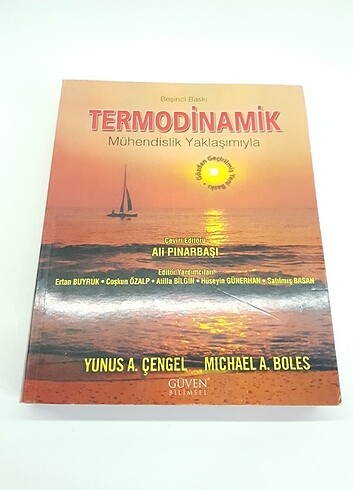 Beşinci Baskı
TERMODİNAMİK
Mühendislik Yaklaşımıyla
Gözden Geçirilmiş Yeni Baskı
Çeviri Editörü
Ali PINARBAŞI
Editör Yardımcıları
Ertan BUYRUK • Coşkun ÖZALP • Atilla BİLGİN • Hüseyin GÜNERHAN • Satılmış BASAN
YUNUS A. ÇENGEL MICHAEL A. BOLES
GÜVEN
BİLİMSEL